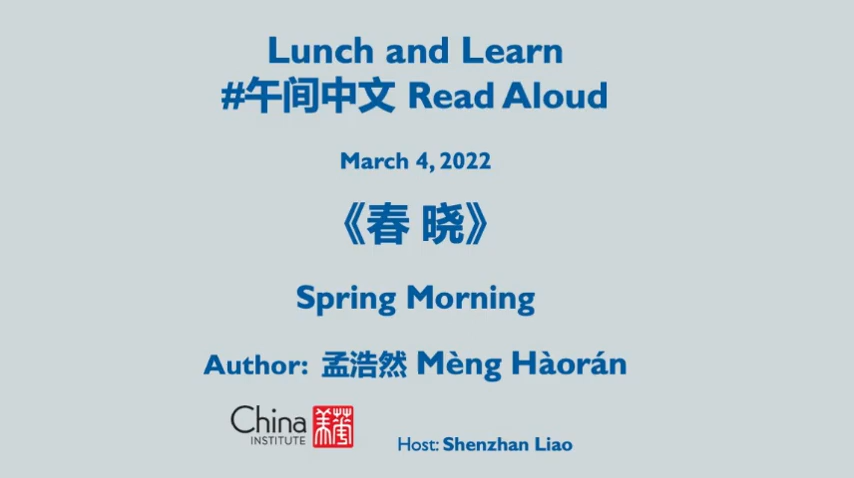 Lunch and Learn
#午间中文 Read Aloud
March 4, 2022
《春 晓》
Spring Morning
Author: 孟浩然 Mèng Hàorán
China
INSTITUTE
Host: Shenzhan Liao